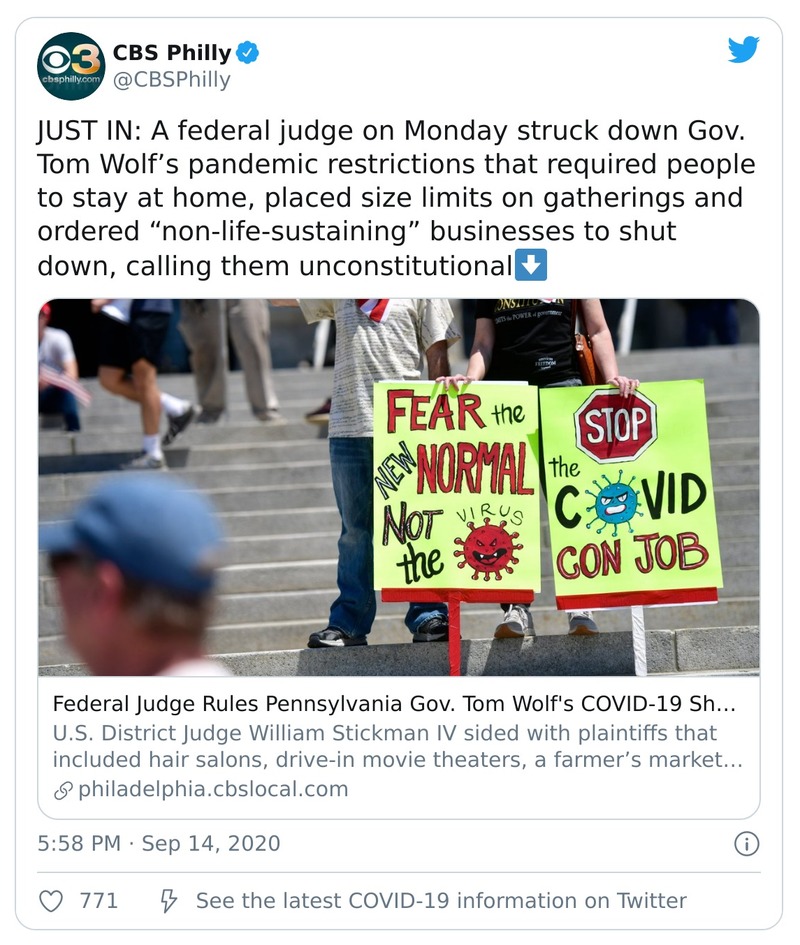 CBS Philly
@CBSPhilly
cbsphilly.com
JUST IN: A federal judge on Monday struck down Gov.
Tom Wolf’s pandemic restrictions that required people
to stay at home, placed size limits on gatherings and
ordered “non-life-sustaining” businesses to shut
down, calling them unconstitutional⬇️
FEAR the
NEW NORMAL
NOT VIRUS
the
STOP
the
COVID
CON JOB
Federal Judge Rules Pennsylvania Gov. Tom Wolf's COVID-19 Sh...
U.S. District Judge William Stickman IV sided with plaintiffs that
included hair salons, drive-in movie theaters, a farmer’s market...
philadelphia.cbslocal.com
5:58 PM · Sep 14, 2020
771 See the latest COVID-19 information on Twitter